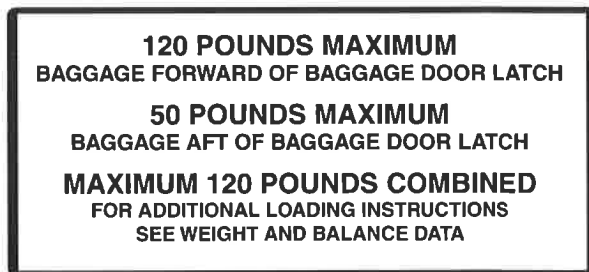 120 POUNDS MAXIMUM
BAGGAGE FORWARD OF BAGGAGE DOOR LATCH
50 POUNDS MAXIMUM
BAGGAGE AFT OF BAGGAGE DOOR LATCH
MAXIMUM 120 POUNDS COMBINED
FOR ADDITIONAL LOADING INSTRUCTIONS
SEE WEIGHT AND BALANCE DATA